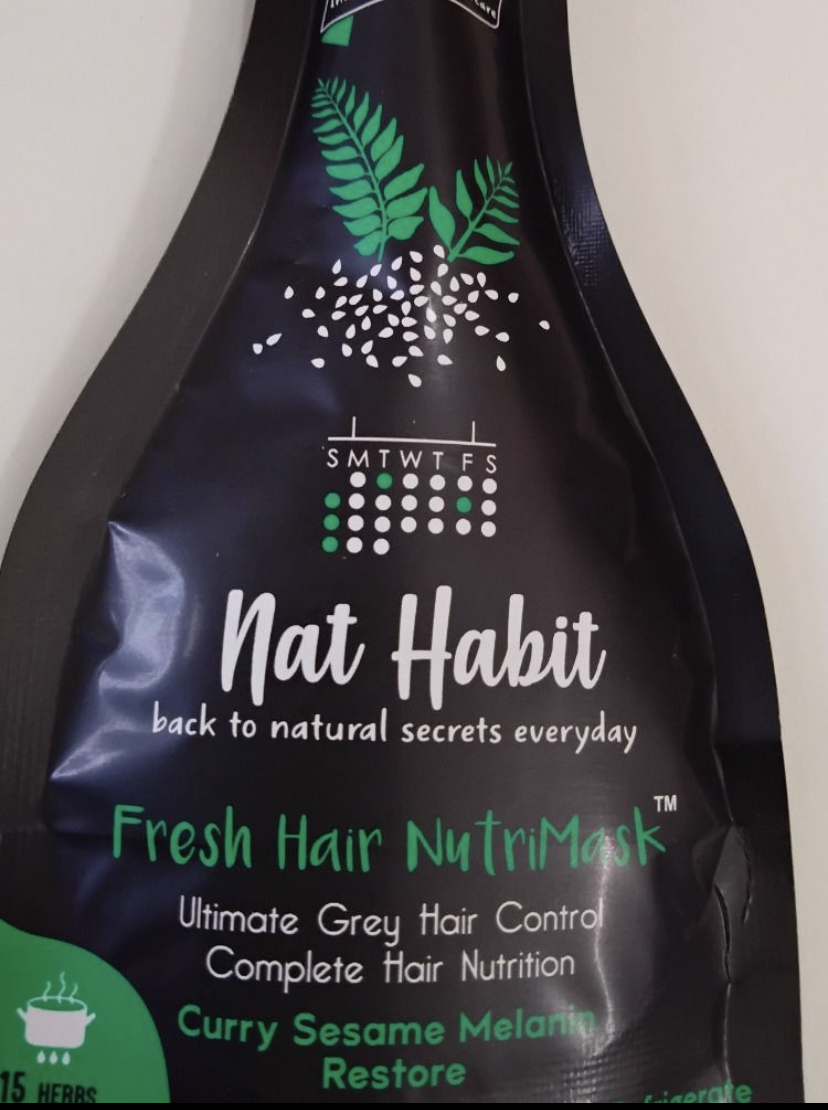 care
S M T W T F S
Nat Habit
back to natural secrets everyday
Fresh Hair NutriMask™
Ultimate Grey Hair Control
Complete Hair Nutrition
Curry Sesame Melanin
Restore
15 HERBS